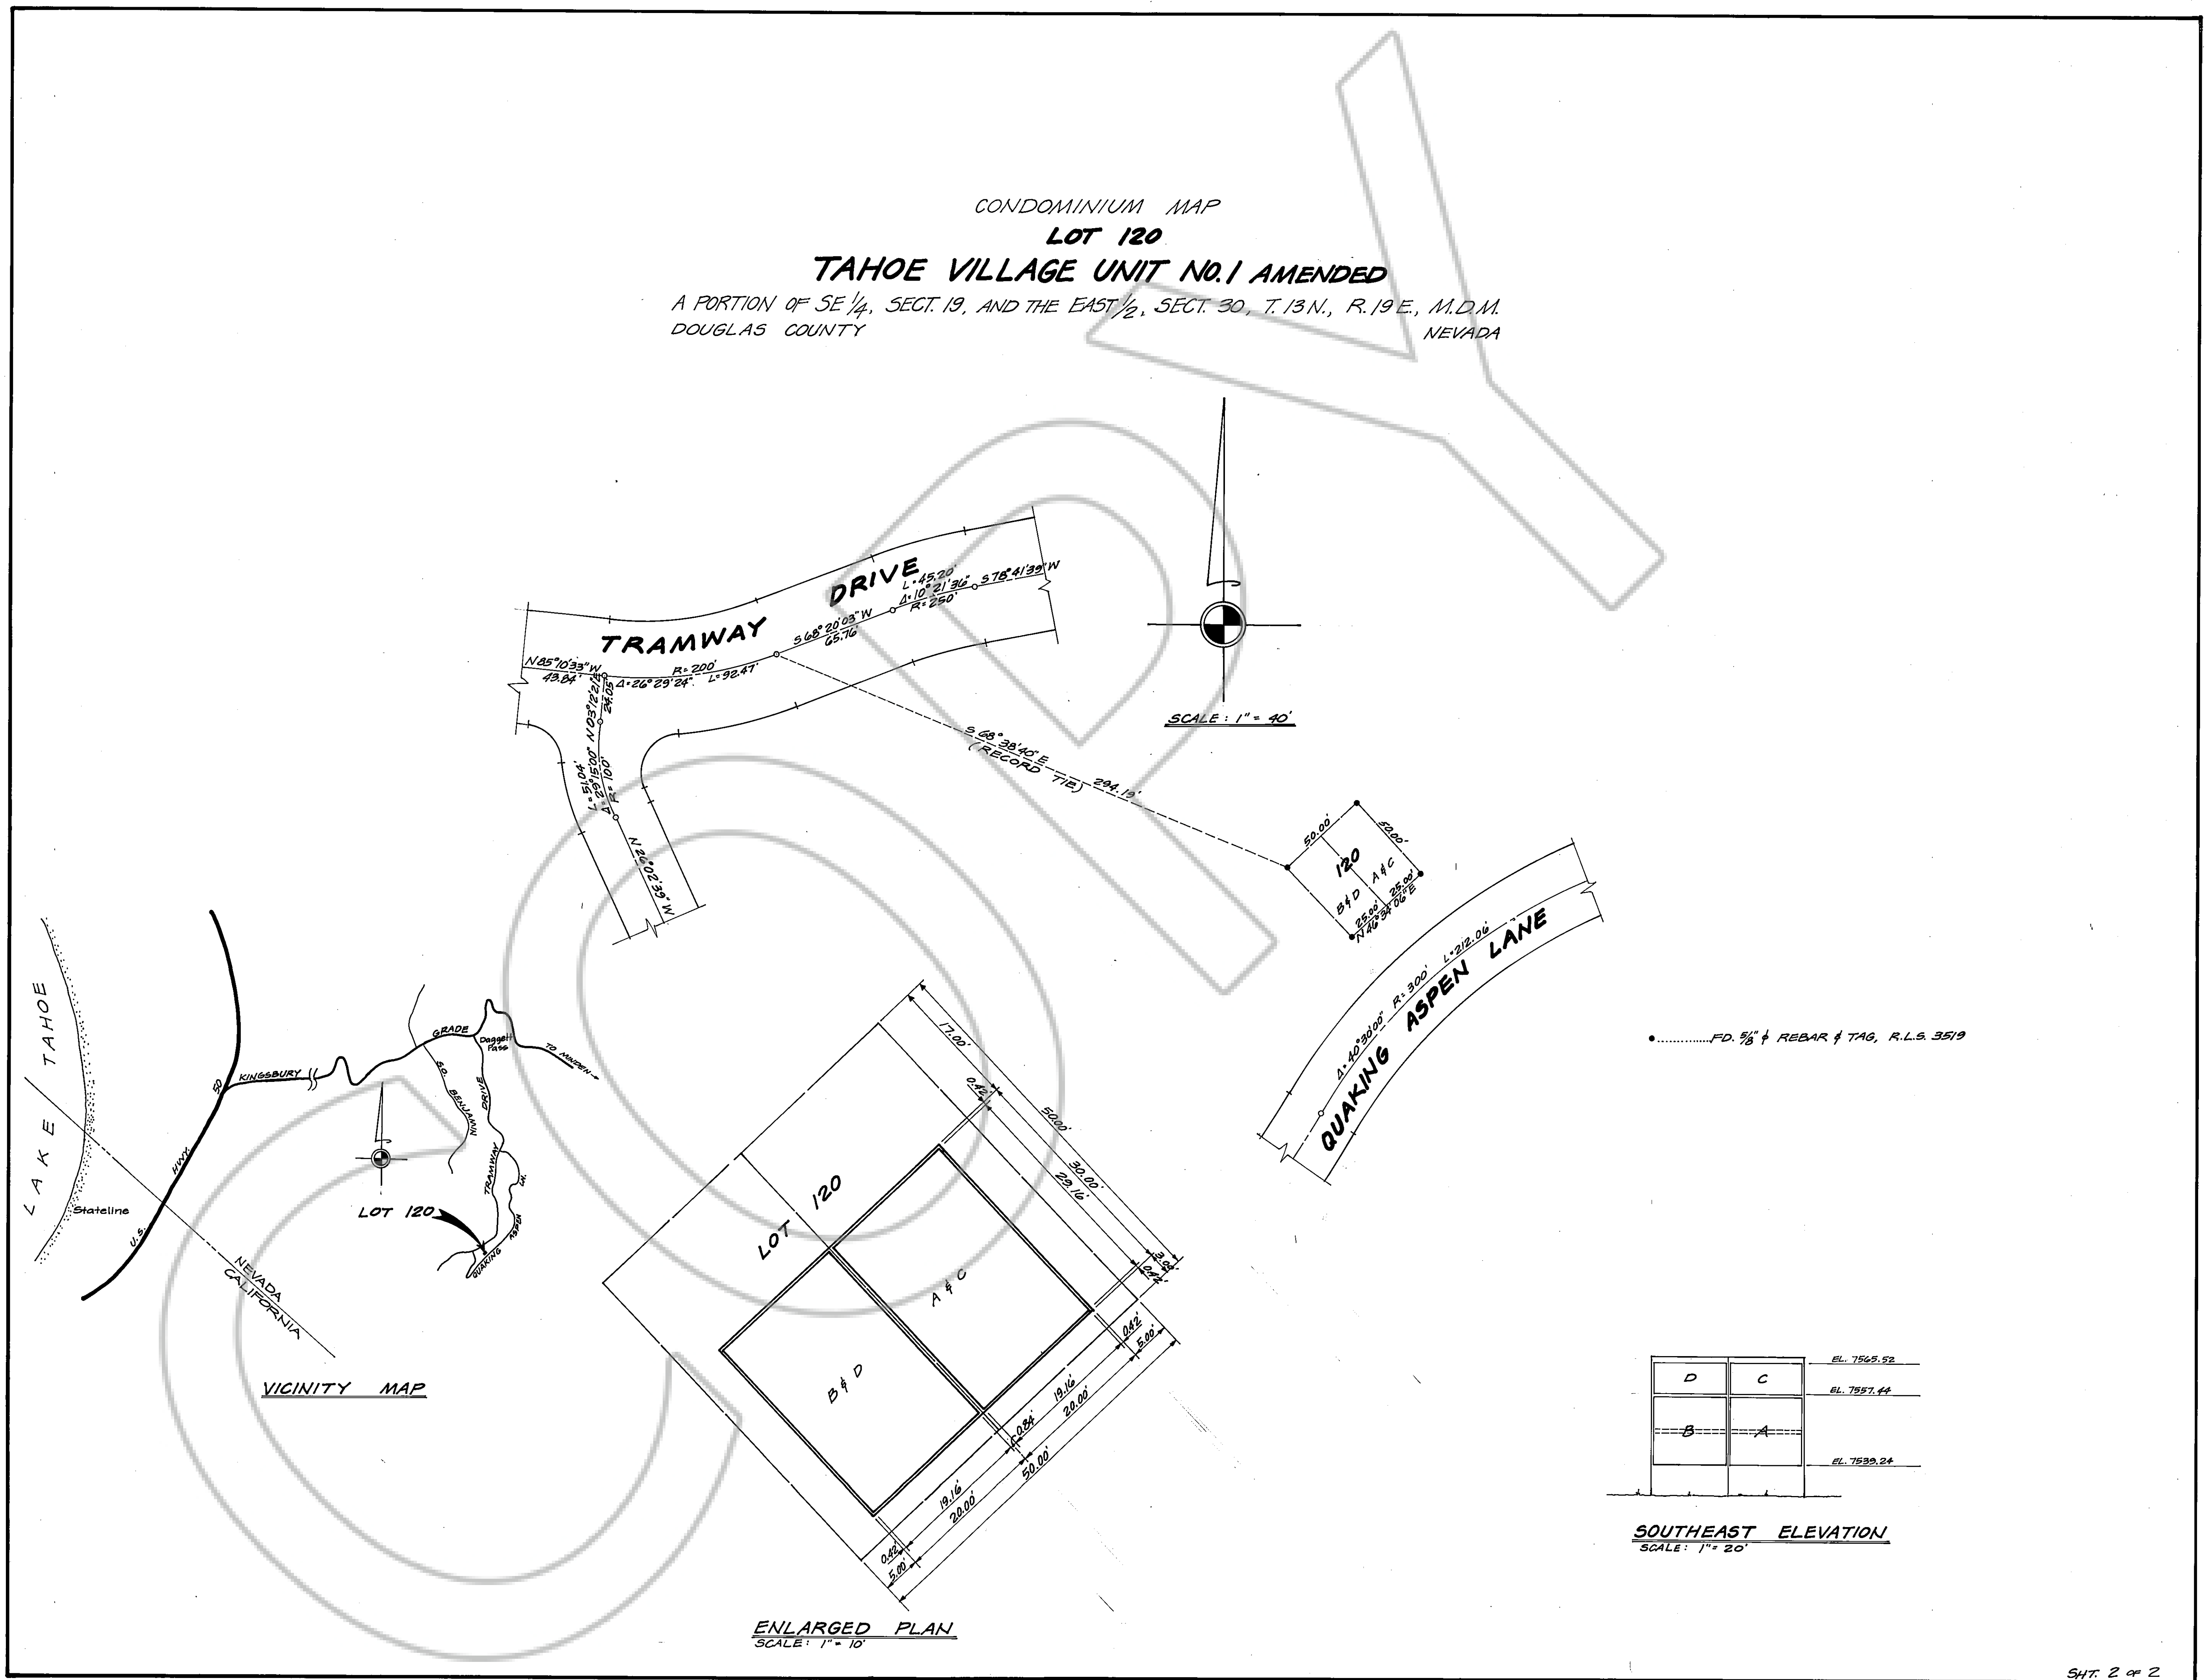 CONDOMINIUM MAP
LOT 120
TAHOE VILLAGE UNIT NO. 1 AMENDED
A PORTION OF SE 1/4, SECT. 19, AND THE EAST 1/2, SECT. 30, T. 13 N., R. 19 E., M.D.M.
DOUGLAS COUNTY NEVADA
COPY
TRAMWAY DRIVE
L=45.20'
Δ=10°21'36"
R=250'
S78°41'39"W
S68°20'03"W
65.76'
N85°10'33"W
43.84'
R=200'
Δ=26°29'24" L=92.47'
N03°12'21"E
24.05'
L=51.04'
Δ=29°15'00"
R=100'
N26°02'39"W
S68°38'40"E 294.19'
(RECORD TIE)
SCALE: 1"= 40'
50.00'
50.00'
120
B & D A & C
25.00' 25.00'
N46°34'06"E
Δ=40°30'00" R=300' L=212.06'
QUAKING ASPEN LANE
•..............FD. 5/8" ϕ REBAR & TAG, R.L.S. 3519
LAKE TAHOE
Stateline
U.S. HWY. 50
KINGSBURY GRADE
Daggett
Pass
TO MINDEN→
SO. BENJAMIN
TRAMWAY DRIVE
QUAKING ASPEN LN.
LOT 120
NEVADA
CALIFORNIA
VICINITY MAP
17.00'
0.42'
50.00'
30.00'
29.16'
3.00'
0.42'
LOT 120
A & C
B & D
0.42'
5.00'
19.16'
20.00'
0.84'
50.00'
19.16'
20.00'
0.42'
5.00'
ENLARGED PLAN
SCALE: 1"= 10'
D C
B A
EL. 7565.52
EL. 7557.44
EL. 7539.24
SOUTHEAST ELEVATION
SCALE: 1"= 20'
SHT. 2 OF 2